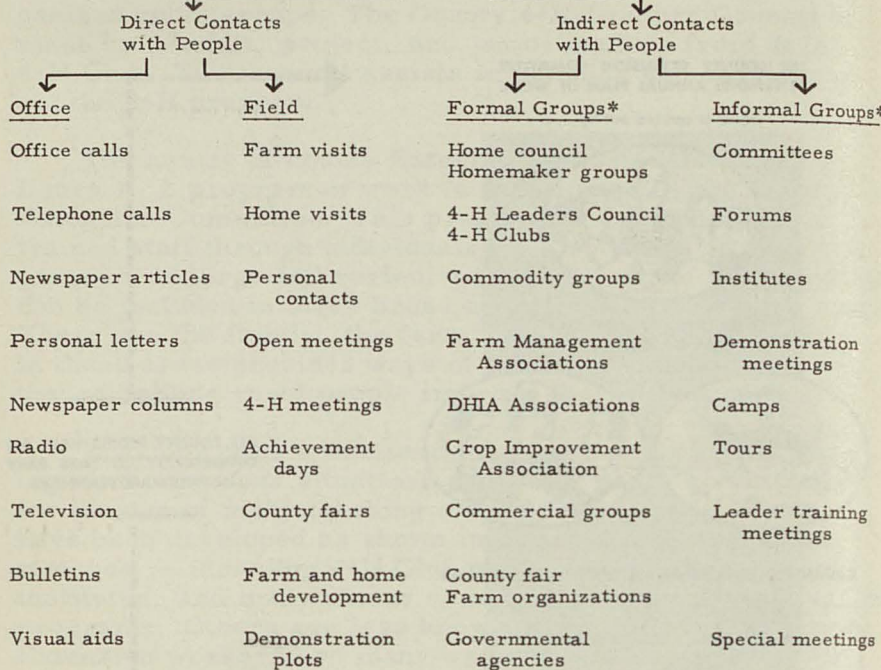 Direct Contacts
with People
Indirect Contacts
with People
Office Field Formal Groups* Informal Groups*
Office calls Farm visits Home council Committees
Homemaker groups
Telephone calls Home visits 4-H Leaders Council Forums
4-H Clubs
Newspaper articles Personal Commodity groups Institutes
contacts
Personal letters Open meetings Farm Management Demonstration
Associations meetings
Newspaper columns 4-H meetings DHIA Associations Camps
Radio Achievement Crop Improvement Tours
days Association
Television County fairs Commercial groups Leader training
meetings
Bulletins Farm and home County fair
development Farm organizations
Visual aids Demonstration Governmental Special meetings
plots agencies